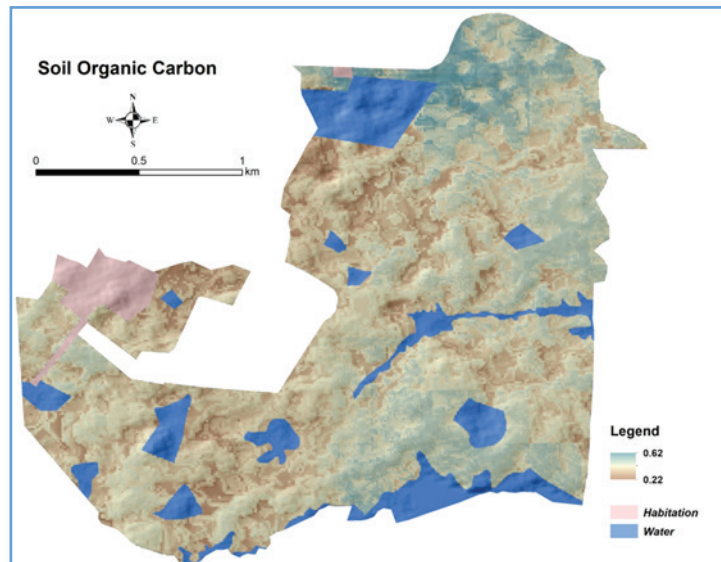 Soil Organic Carbon
N
W E
S
0 0.5 1
km
Legend
0.62
0.22
Habitation
Water